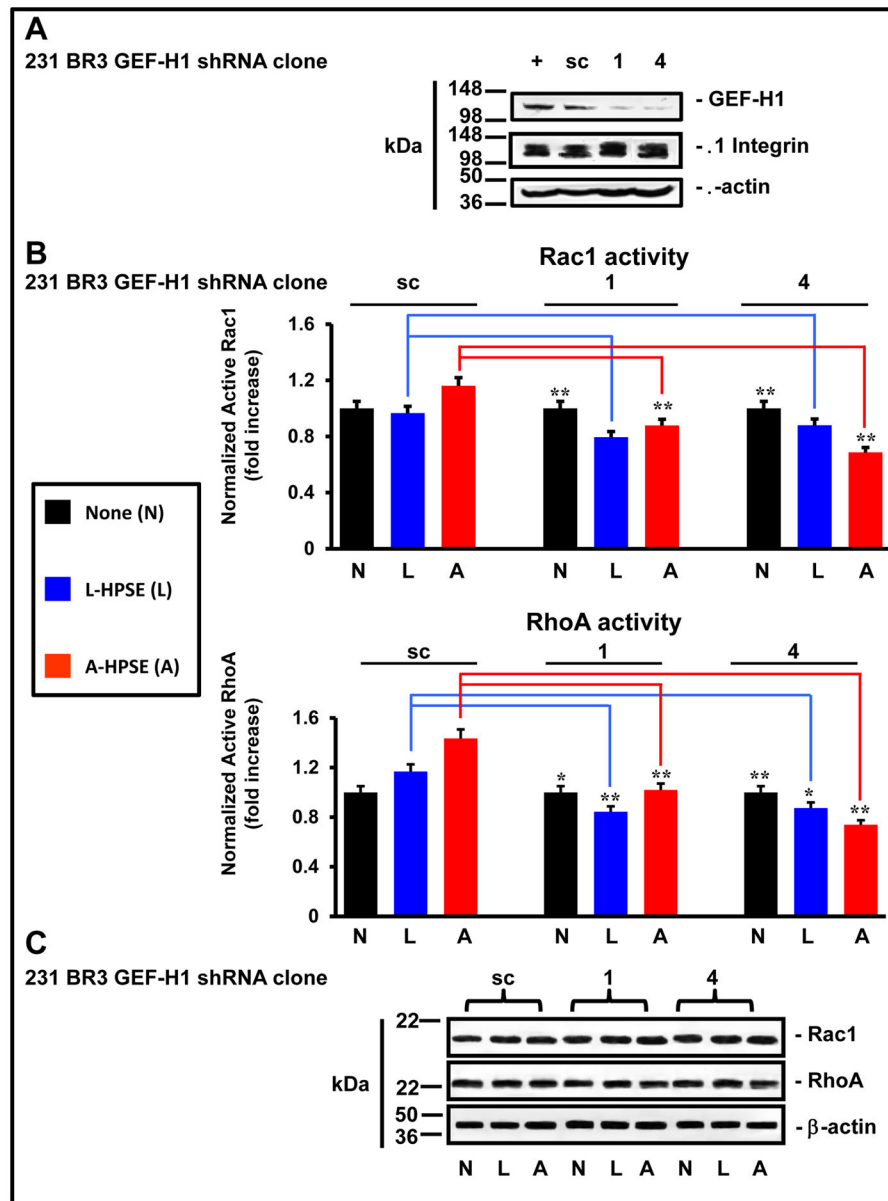 A
231 BR3 GEF-H1 shRNA clone
+ sc 1 4
148
98
- GEF-H1
kDa
148
98
- .1 Integrin
50
36
- .-actin
B
Rac1 activity
231 BR3 GEF-H1 shRNA clone
sc 1 4
Normalized Active Rac1
(fold increase)
1.6
1.2
0.8
0.4
0
** ** ** **
N L A N L A N L A
None (N)
L-HPSE (L)
A-HPSE (A)
RhoA activity
sc 1 4
Normalized Active RhoA
(fold increase)
1.6
1.2
0.8
0.4
0
* ** ** ** * **
N L A N L A N L A
C
231 BR3 GEF-H1 shRNA clone
sc 1 4
22
- Rac1
kDa
22
- RhoA
50
36
- β-actin
N L A N L A N L A